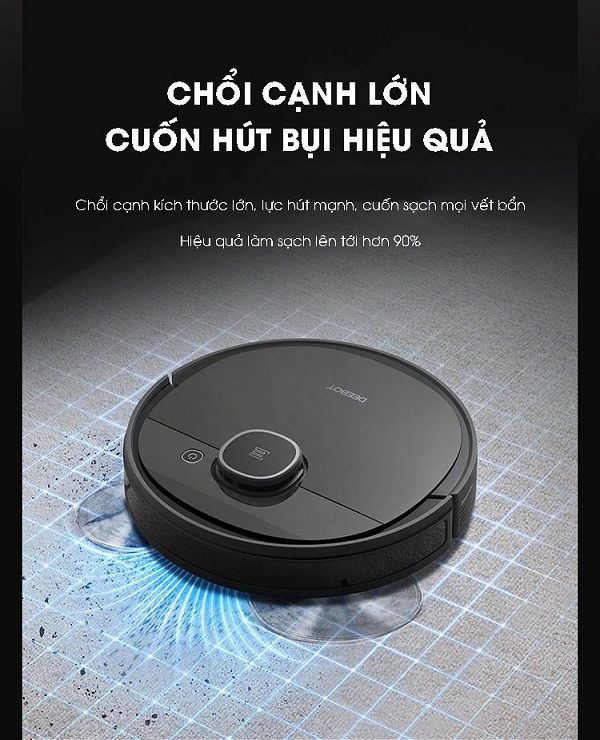 CHỔI CẠNH LỚN
CUỐN HÚT BỤI HIỆU QUẢ
Chổi cạnh kích thước lớn, lực hút mạnh, cuốn sạch mọi vết bẩn
Hiệu quả làm sạch lên tới hơn 90%
DEEBOT